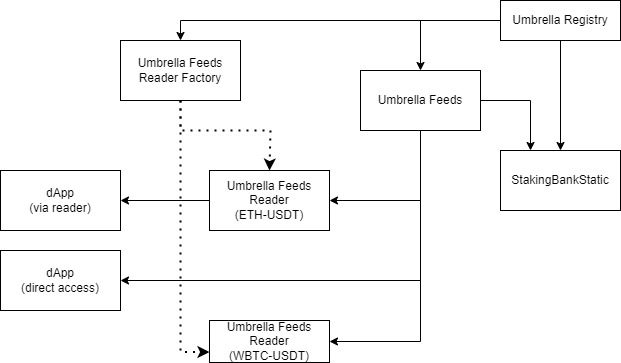 Umbrella Registry
Umbrella Feeds
Reader Factory
Umbrella Feeds
StakingBankStatic
dApp
(via reader)
Umbrella Feeds
Reader
(ETH-USDT)
dApp
(direct access)
Umbrella Feeds
Reader
(WBTC-USDT)